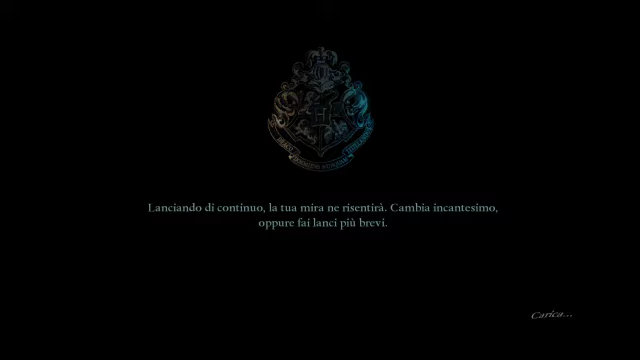 Lanciando di continuo, la tua mira ne risentirà. Cambia incantesimo,
oppure fai lanci più brevi.
Carica...